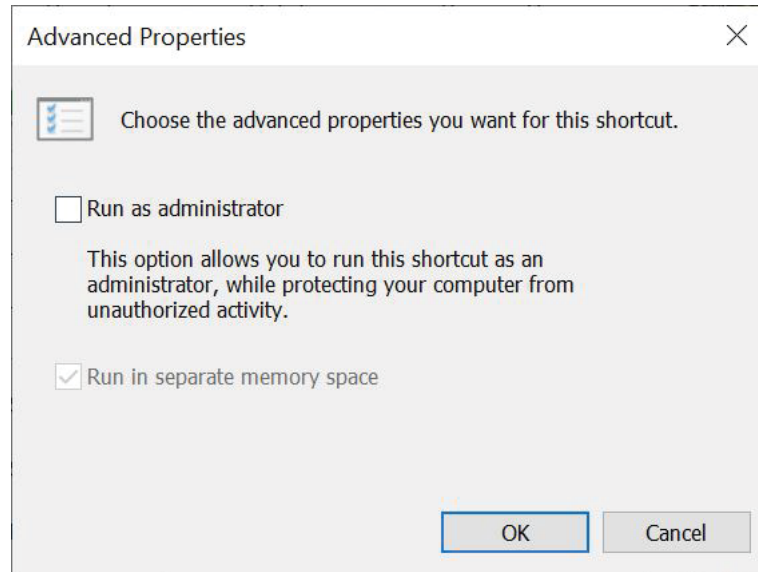 Advanced Properties
Choose the advanced properties you want for this shortcut.
Run as administrator
This option allows you to run this shortcut as an
administrator, while protecting your computer from
unauthorized activity.
Run in separate memory space
OK Cancel